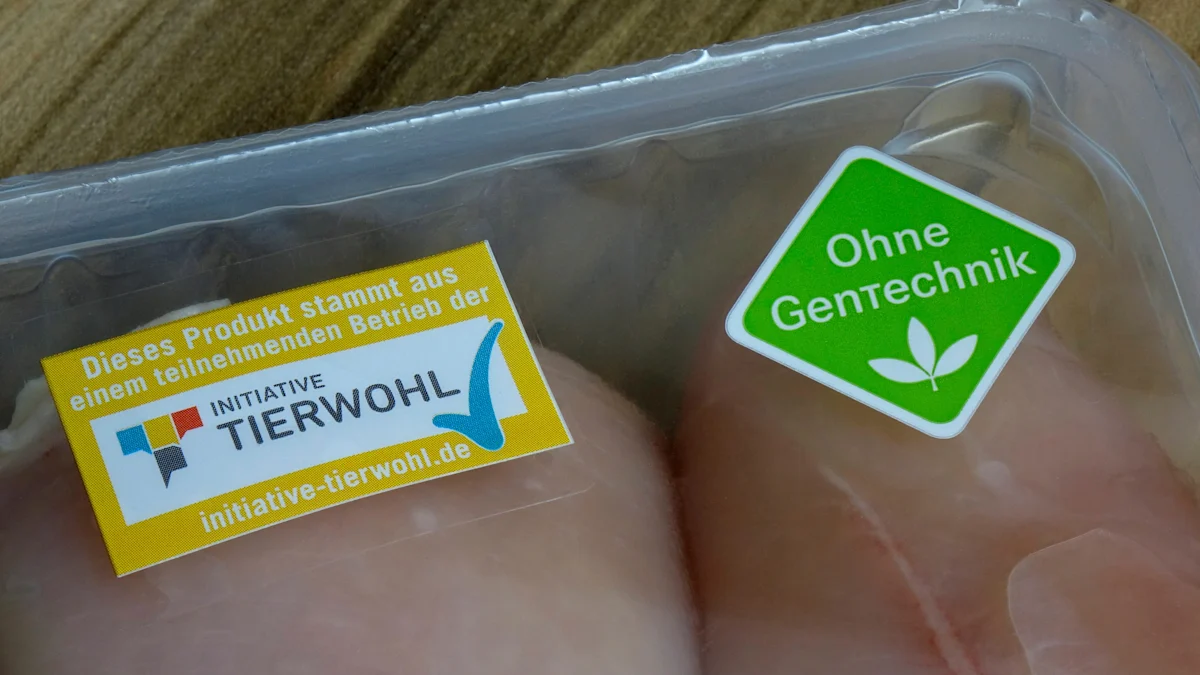 Dieses Produkt stammt aus
einem teilnehmenden Betrieb der
INITIATIVE
TIERWOHL
initiative-tierwohl.de
Ohne
GenTechnik